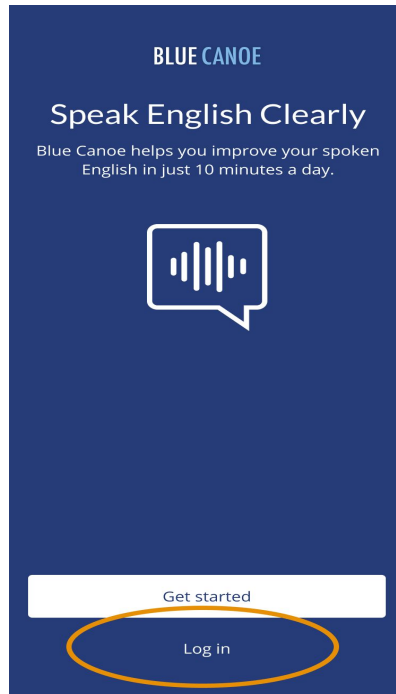 BLUE CANOE
Speak English Clearly
Blue Canoe helps you improve your spoken
English in just 10 minutes a day.
Get started
Log in